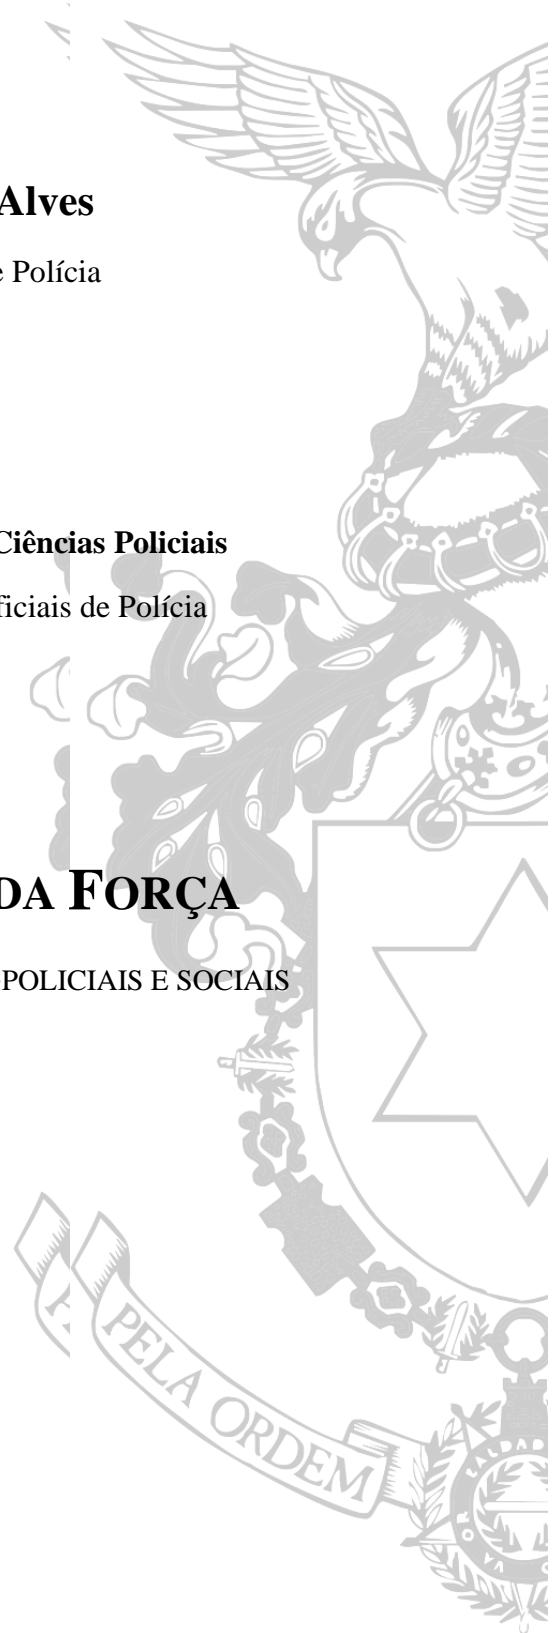 Alves
e Polícia
Ciências Policiais
ficiais de Polícia
DA FORÇA
POLICIAIS E SOCIAIS
PELA ORDEM